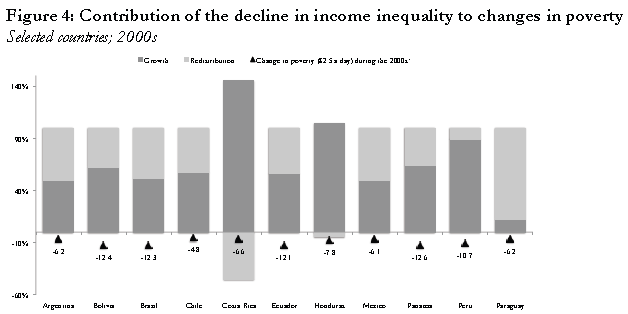 Figure 4: Contribution of the decline in income inequality to changes in poverty
Selected countries; 2000s
Growth Redistribution Change in poverty ($2.5 a day) during the 2000s
140%
90%
40%
-10%
-6.2 -12.4 -12.3 -4.8 -6.6 -12.1 -7.8 -6.1 -12.6 -10.7 -6.2
-60%
Argentina Bolivia Brazil Chile Costa Rica Ecuador Honduras Mexico Panama Peru Paraguay